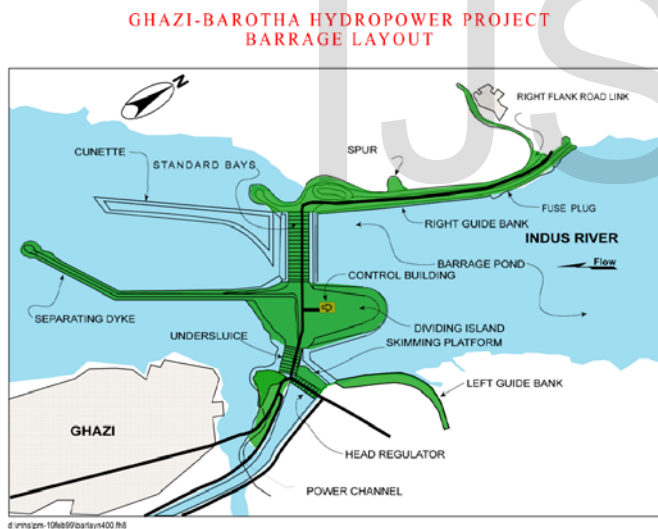 GHAZI-BAROTHA HYDROPOWER PROJECT
BARRAGE LAYOUT
IJS
N
RIGHT FLANK ROAD LINK
CUNETTE
STANDARD BAYS
SPUR
FUSE PLUG
RIGHT GUIDE BANK
INDUS RIVER
BARRAGE POND
Flow
CONTROL BUILDING
SEPARATING DYKE
DIVIDING ISLAND
UNDERSLUICE
SKIMMING PLATFORM
LEFT GUIDE BANK
GHAZI
HEAD REGULATOR
POWER CHANNEL